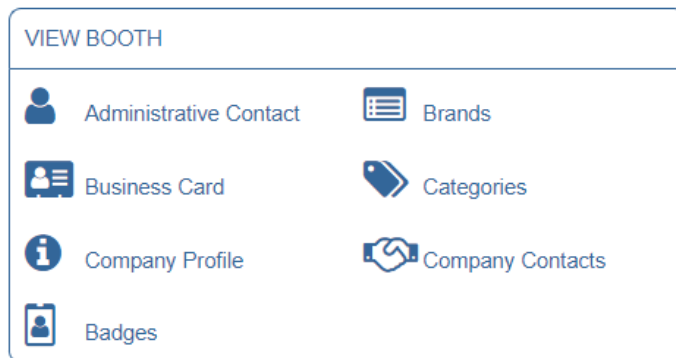 VIEW BOOTH
Administrative Contact
Brands
Business Card
Categories
Company Profile
Company Contacts
Badges